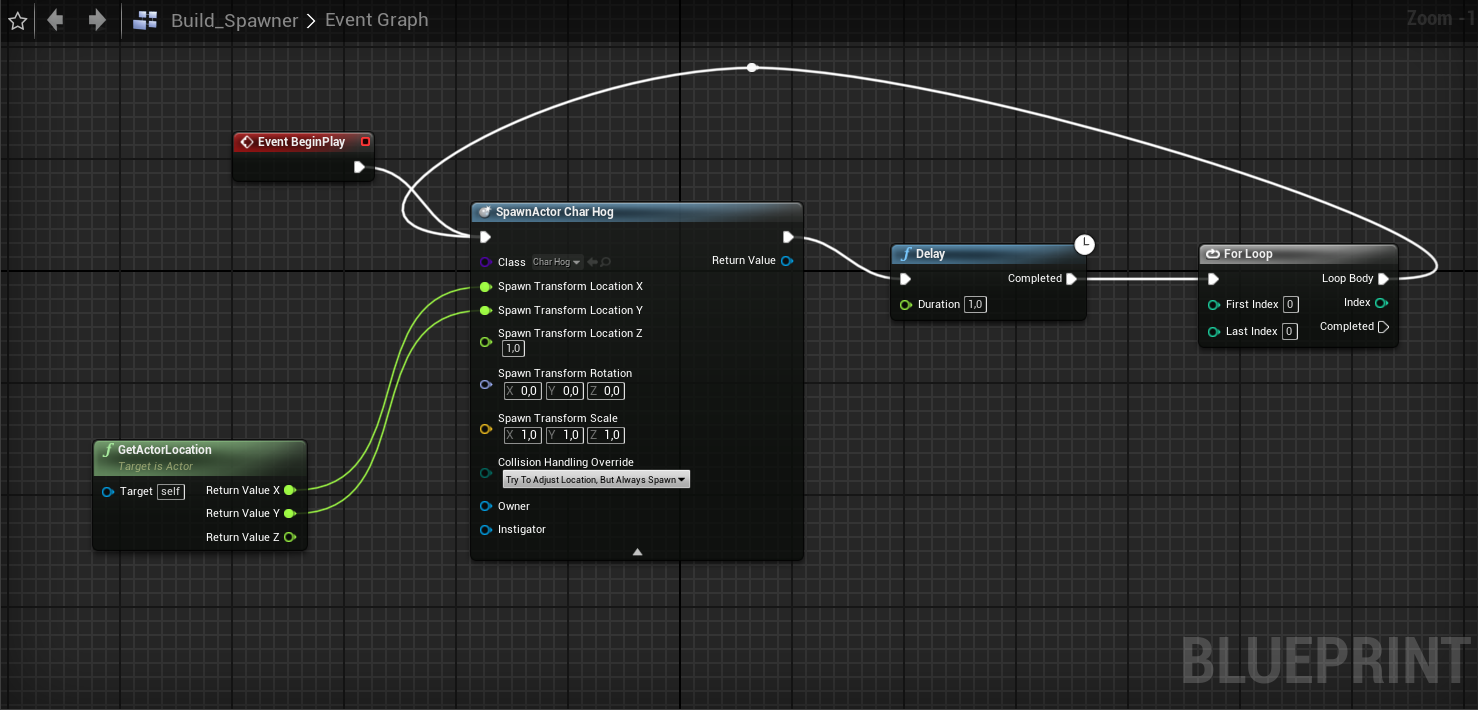 Build_Spawner > Event Graph
Zoom -1
Event BeginPlay
SpawnActor Char Hog
Class Char Hog
Return Value
Spawn Transform Location X
Spawn Transform Location Y
Spawn Transform Location Z
1,0
Spawn Transform Rotation
X 0,0 Y 0,0 Z 0,0
Spawn Transform Scale
X 1,0 Y 1,0 Z 1,0
Collision Handling Override
Try To Adjust Location, But Always Spawn
Owner
Instigator
f Delay
Completed
Duration 1,0
For Loop
Loop Body
First Index 0
Index
Last Index 0
Completed
f GetActorLocation
Target is Actor
Target self
Return Value X
Return Value Y
Return Value Z
BLUEPRINT